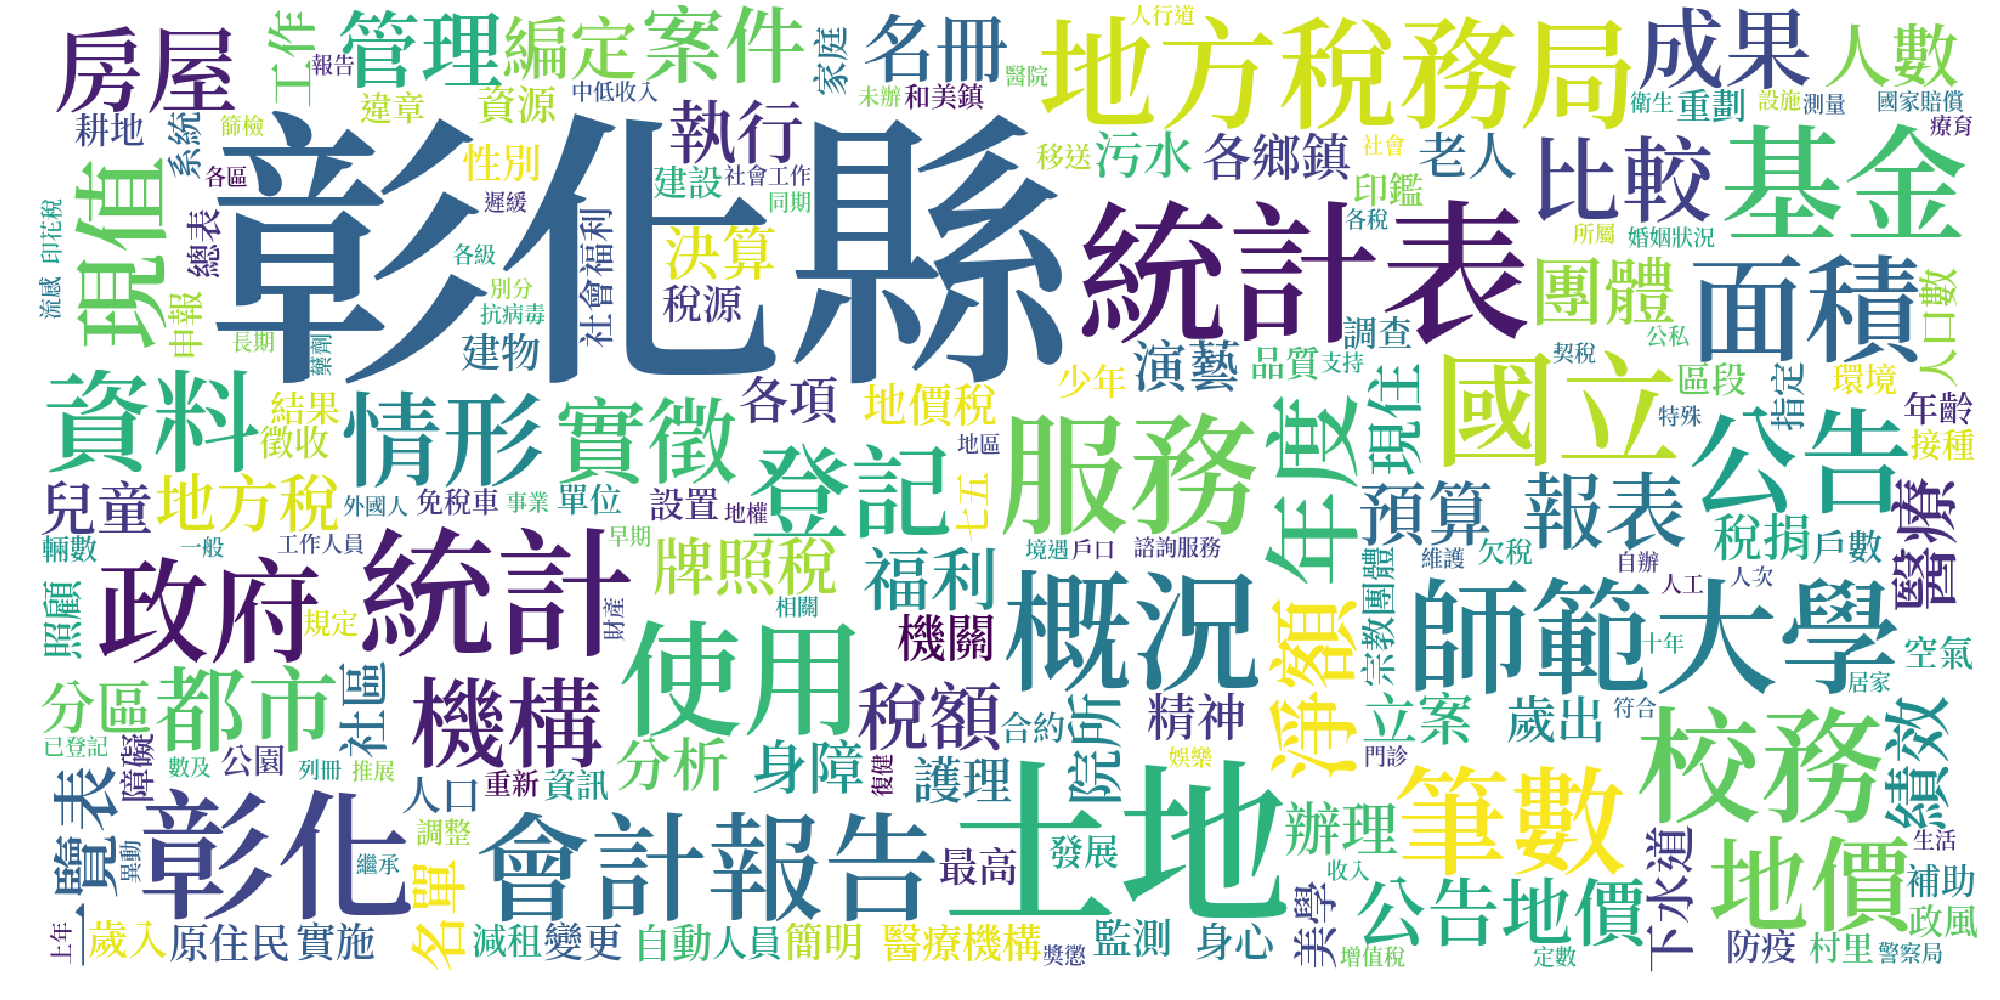 彰化縣
統計表
土地
地方稅務局
師範大學
國立
統計
服務
使用
概況
基金
校務
公告
面積
年度
彰化
會計報告
政府
機構
資料
情形
登記
實徵
都市
筆數
地價
公告地價
現值
房屋
管理
編定
案件
名冊
成果
人數
比較
團體
執行
淨額
稅額
報表
預算
醫療
績效
一覽表
名單
福利
牌照稅
地方稅
兒童
機關
身障
護理
院所
辦理
立案
歲出
稅捐
戶數
現住
演藝
各鄉鎮
老人
污水
決算
稅源
性別
建設
建物
社會福利
各項
地價稅
分區
社區
分析
精神
監測
身心
美學
下水道
防疫
村里
警察局
政風
補助
生活
空氣
居家
宗教團體
欠稅
維護
自辦
人工
人次
十年
符合
門診
娛樂
合約
發展
最高
收入
增值稅
定數
獎懲
醫療機構
簡明
自動
人員
變更
減租
實施
原住民
歲入
上年
異動
繼承
調整
人口
重新
資訊
復健
公園
列冊
推展
數及
障礙
已登記
照顧
規定
相關
財產
輛數
一般
工作人員
外國人
免稅車
事業
單位
早期
設置
地權
地區
七五
境遇
戶口
諮詢服務
徵收
結果
少年
品質
支持
調查
契稅
公私
區段
特殊
指定
環境
年齡
接種
人口數
婚姻狀況
所屬
各稅
印鑑
移送
社會
同期
社會工作
遲緩
各級
別分
抗病毒
藥劑
長期
申報
流感
印花稅
總表
各區
系統
耕地
篩檢
違章
資源
中低收入
報告
工作
家庭
未辦
和美鎮
醫院
人行道
衛生
重劃
設施
測量
國家賠償
療育